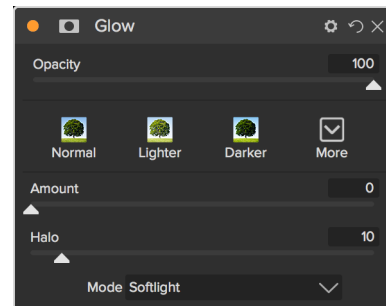 Glow
Opacity 100
Normal Lighter Darker More
Amount 0
Halo 10
Mode Softlight